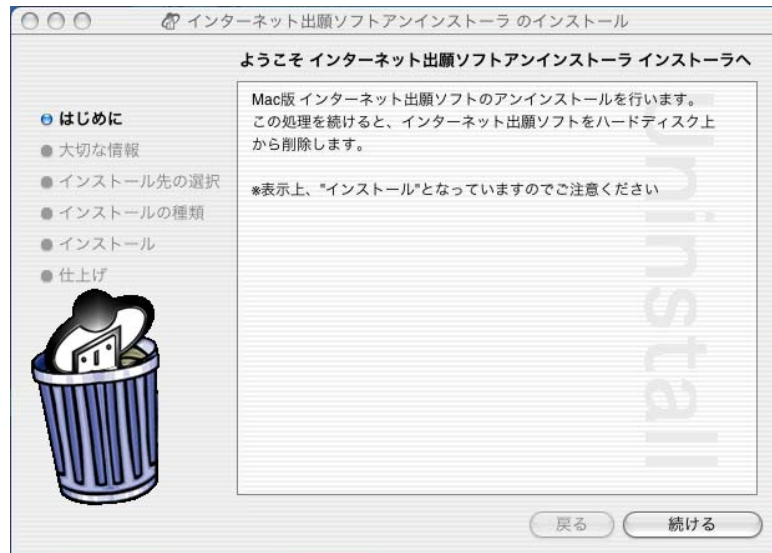 インターネット出願ソフトアンインストーラ のインストール
ようこそ インターネット出願ソフトアンインストーラ インストーラへ
はじめに
大切な情報
インストール先の選択
インストールの種類
インストール
仕上げ
Mac版 インターネット出願ソフトのアンインストールを行います。
この処理を続けると、インターネット出願ソフトをハードディスク上
から削除します。
※表示上、"インストール"となっていますのでご注意ください
Uninstall
戻る
続ける